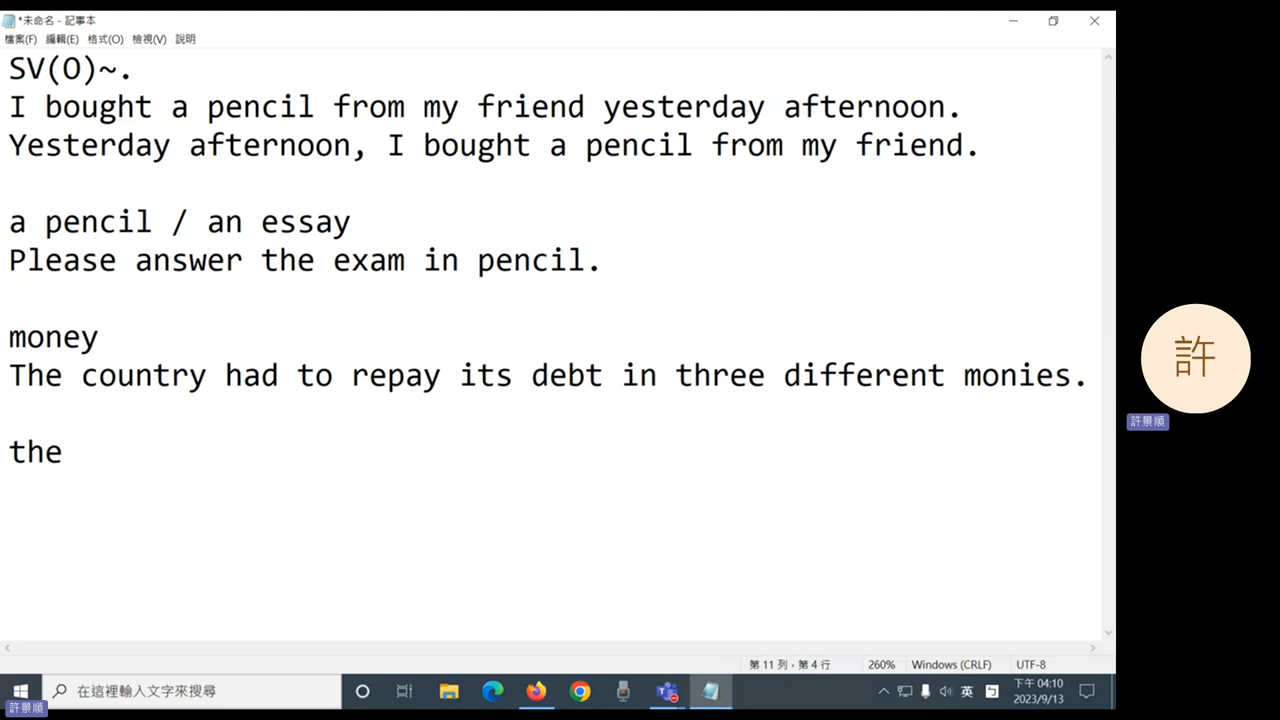 *未命名 - 記事本
檔案(F) 編輯(E) 格式(O) 檢視(V) 說明
SV(O)~.
I bought a pencil from my friend yesterday afternoon.
Yesterday afternoon, I bought a pencil from my friend.
a pencil / an essay
Please answer the exam in pencil.
money
The country had to repay its debt in three different monies.
the
許
許景順
第 11 列，第 4 行
260%
Windows (CRLF)
UTF-8
在這裡輸入文字來搜尋
英
下午 04:10
2023/9/13
許景順